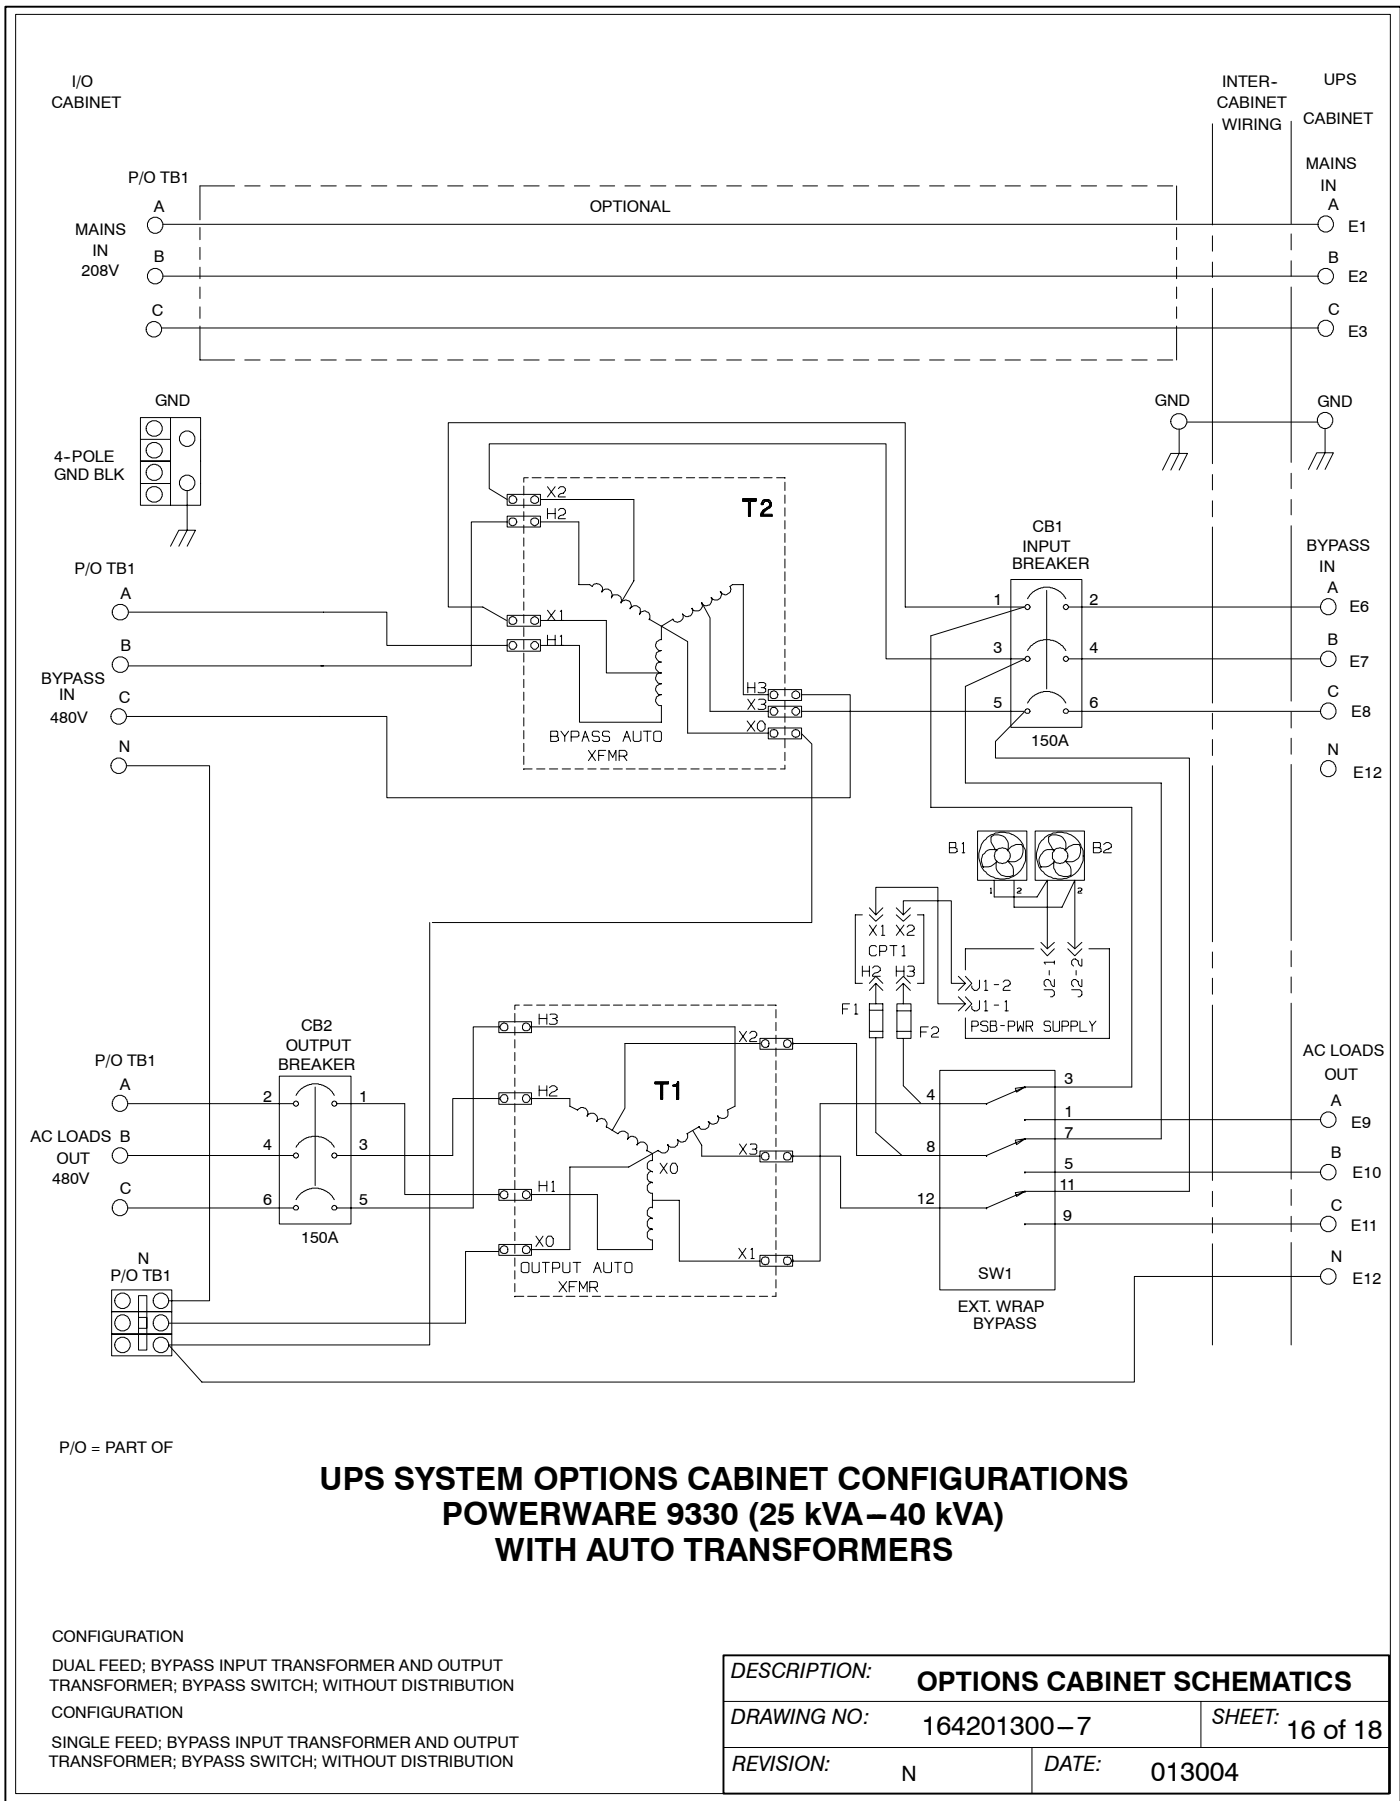 I/O
CABINET
INTER-
CABINET
WIRING
UPS
CABINET
P/O TB1
OPTIONAL
MAINS
IN
208V
A
B
C
MAINS
IN
A
E1
B
E2
C
E3
GND
4-POLE
GND BLK
GND
GND
X2
H2
T2
X1
H1
H3
X3
X0
BYPASS AUTO
XFMR
CB1
INPUT
BREAKER
1
2
3
4
5
6
150A
P/O TB1
A
B
BYPASS
IN
480V
C
N
BYPASS
IN
A
E6
B
E7
C
E8
N
E12
B1
B2
1
2
2
X1 X2
CPT1
H2 H3
F1
F2
J1-2
J1-1
J2-1
J2-2
PSB-PWR SUPPLY
CB2
OUTPUT
BREAKER
2
1
4
3
6
5
150A
P/O TB1
A
AC LOADS
OUT
480V
B
C
N
P/O TB1
H3
X2
H2
T1
X3
X0
H1
X0
X1
OUTPUT AUTO
XFMR
4
3
1
8
7
5
12
11
9
SW1
EXT. WRAP
BYPASS
AC LOADS
OUT
A
E9
B
E10
C
E11
N
E12
P/O = PART OF
UPS SYSTEM OPTIONS CABINET CONFIGURATIONS
POWERWARE 9330 (25 kVA–40 kVA)
WITH AUTO TRANSFORMERS
CONFIGURATION
DUAL FEED; BYPASS INPUT TRANSFORMER AND OUTPUT
TRANSFORMER; BYPASS SWITCH; WITHOUT DISTRIBUTION
CONFIGURATION
SINGLE FEED; BYPASS INPUT TRANSFORMER AND OUTPUT
TRANSFORMER; BYPASS SWITCH; WITHOUT DISTRIBUTION
DESCRIPTION: OPTIONS CABINET SCHEMATICS
DRAWING NO: 164201300–7
SHEET: 16 of 18
REVISION: N
DATE: 013004